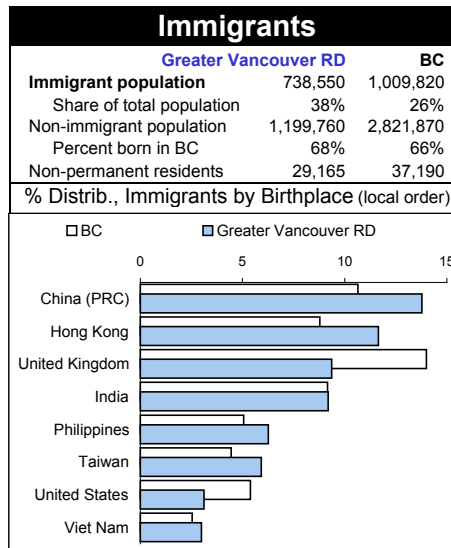 Immigrants
Greater Vancouver RD BC
Immigrant population 738,550 1,009,820
Share of total population 38% 26%
Non-immigrant population 1,199,760 2,821,870
Percent born in BC 68% 66%
Non-permanent residents 29,165 37,190
% Distrib., Immigrants by Birthplace (local order)
BC Greater Vancouver RD
0 5 10 15
China (PRC)
Hong Kong
United Kingdom
India
Philippines
Taiwan
United States
Viet Nam